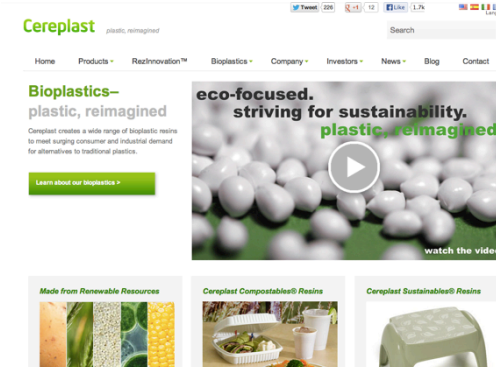 Tweet 226 +1 12 Like 1.7k
Cereplast plastic, reimagined
Search
Home Products RezInnovation™ Bioplastics Company Investors News Blog Contact
Bioplastics–
plastic, reimagined
Cereplast creates a wide range of bioplastic resins
to meet surging consumer and industrial demand
for alternatives to traditional plastics.
Learn about our bioplastics >
eco-focused.
striving for sustainability.
plastic, reimagined
watch the video
Made from Renewable Resources
Cereplast Compostables® Resins
Cereplast Sustainables® Resins